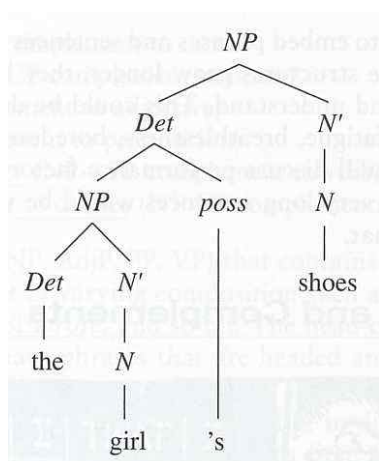 NP
Det N'
NP poss N
Det N' shoes
the N
girl 's